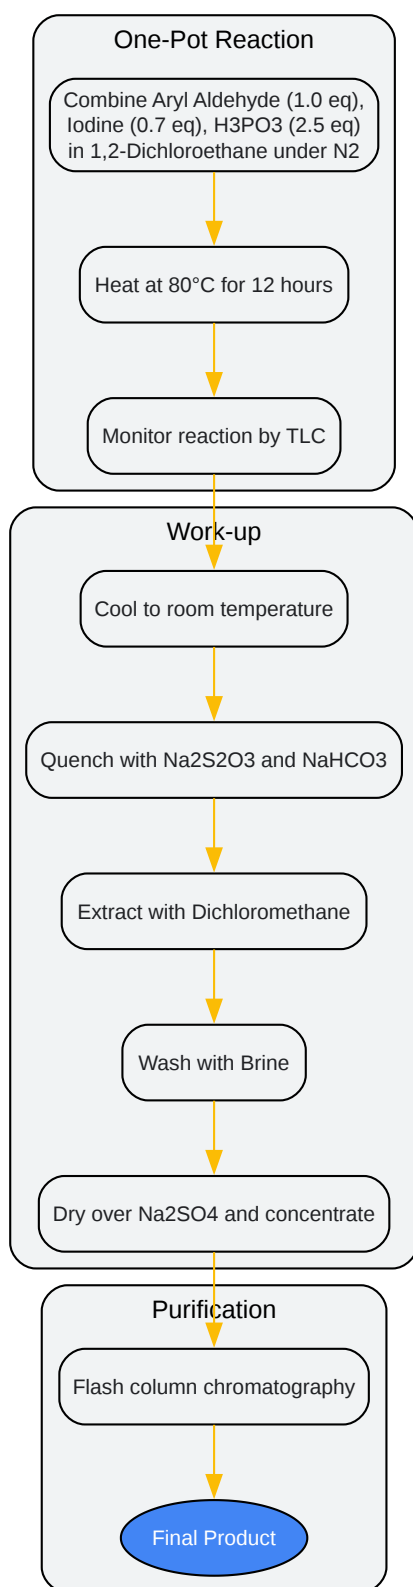 One-Pot Reaction
Combine Aryl Aldehyde (1.0 eq),
Iodine (0.7 eq), H3PO3 (2.5 eq)
in 1,2-Dichloroethane under N2
Heat at 80°C for 12 hours
Monitor reaction by TLC
Work-up
Cool to room temperature
Quench with Na2S2O3 and NaHCO3
Extract with Dichloromethane
Wash with Brine
Dry over Na2SO4 and concentrate
Purification
Flash column chromatography
Final Product